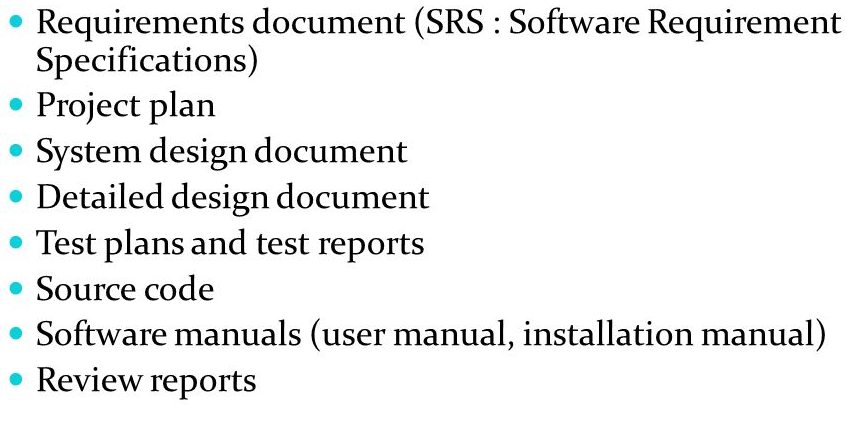 • Requirements document (SRS : Software Requirement
Specifications)
• Project plan
• System design document
• Detailed design document
• Test plans and test reports
• Source code
• Software manuals (user manual, installation manual)
• Review reports